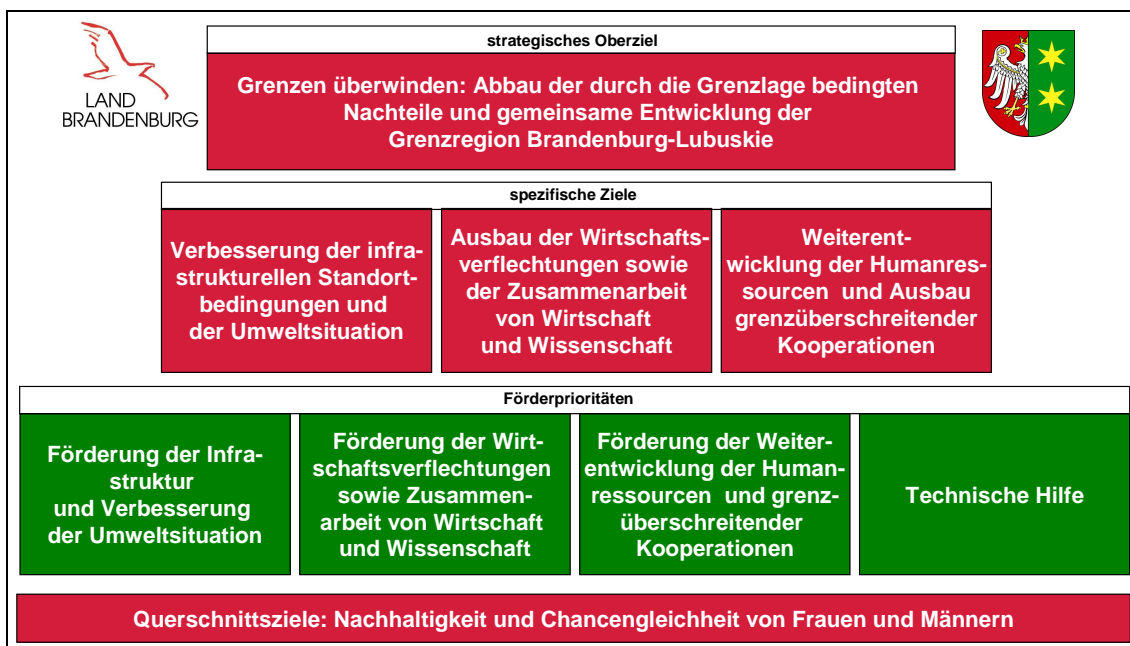 LAND
BRANDENBURG
strategisches Oberziel
Grenzen überwinden: Abbau der durch die Grenzlage bedingten
Nachteile und gemeinsame Entwicklung der
Grenzregion Brandenburg-Lubuskie
spezifische Ziele
Verbesserung der infra-
strukturellen Standort-
bedingungen und
der Umweltsituation
Ausbau der Wirtschafts-
verflechtungen sowie
der Zusammenarbeit
von Wirtschaft
und Wissenschaft
Weiterent-
wicklung der Humanres-
sourcen und Ausbau
grenzüberschreitender
Kooperationen
Förderprioritäten
Förderung der Infra-
struktur
und Verbesserung
der Umweltsituation
Förderung der Wirt-
schaftsverflechtungen
sowie Zusammen-
arbeit von Wirtschaft
und Wissenschaft
Förderung der Weiter-
entwicklung der Human-
ressourcen und grenz-
überschreitender
Kooperationen
Technische Hilfe
Querschnittsziele: Nachhaltigkeit und Chancengleichheit von Frauen und Männern